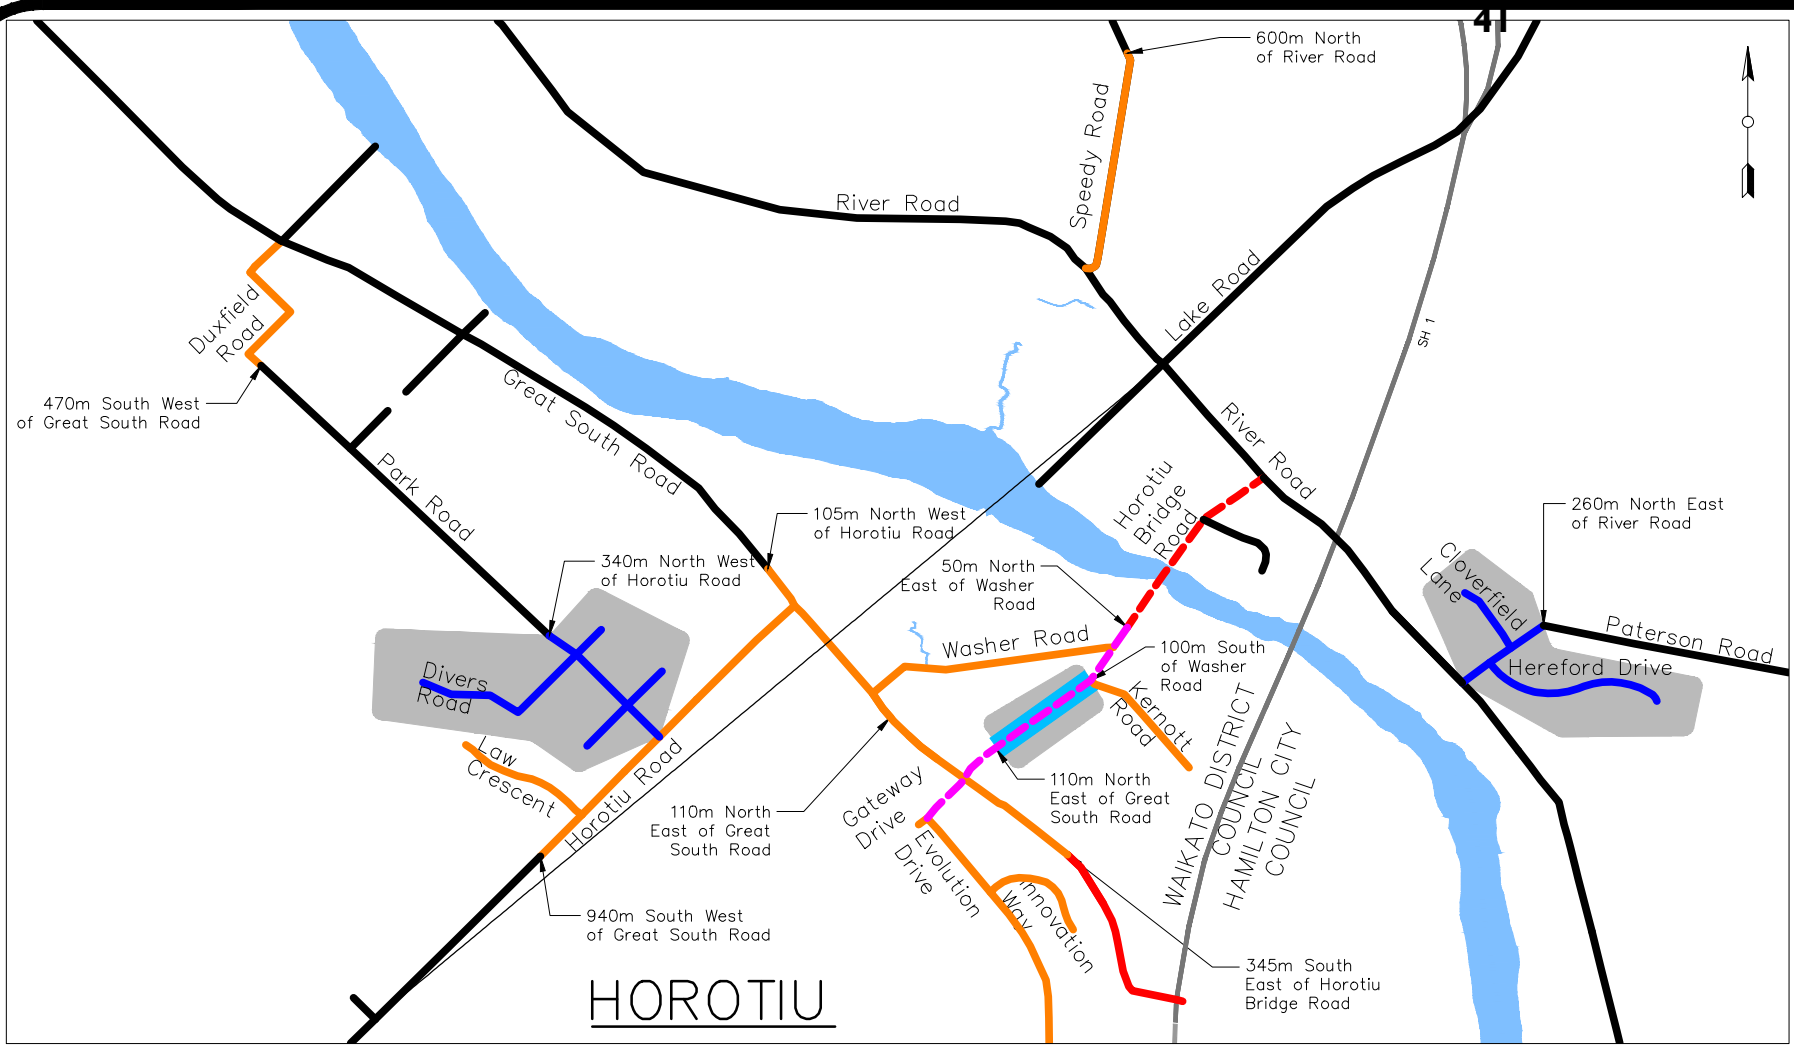 41
600m North
of River Road
Speedy Road
River Road
Lake Road
SH 1
Duxfield
Road
470m South West
of Great South Road
Great South Road
Park Road
River Road
Horotiu
Bridge
Road
105m North West
of Horotiu Road
260m North East
of River Road
340m North West
of Horotiu Road
50m North
East of Washer
Road
Cloverfield
Lane
Washer Road
Paterson Road
100m South
of Washer
Road
Hereford Drive
Divers
Road
Kernott
Road
Law
Crescent
Horotiu Road
110m North
East of Great
South Road
Gateway
Drive
110m North
East of Great
South Road
WAIKATO DISTRICT
COUNCIL
HAMILTON CITY
COUNCIL
Evolution
Drive
Innovation
Way
940m South West
of Great South Road
345m South
East of Horotiu
Bridge Road
HOROTIU